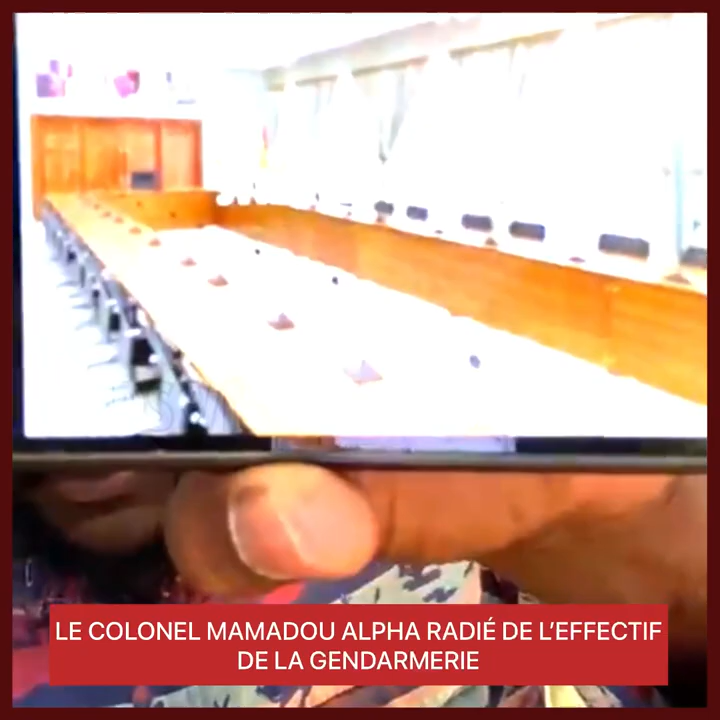 LE COLONEL MAMADOU ALPHA RADIÉ DE L’EFFECTIF
DE LA GENDARMERIE